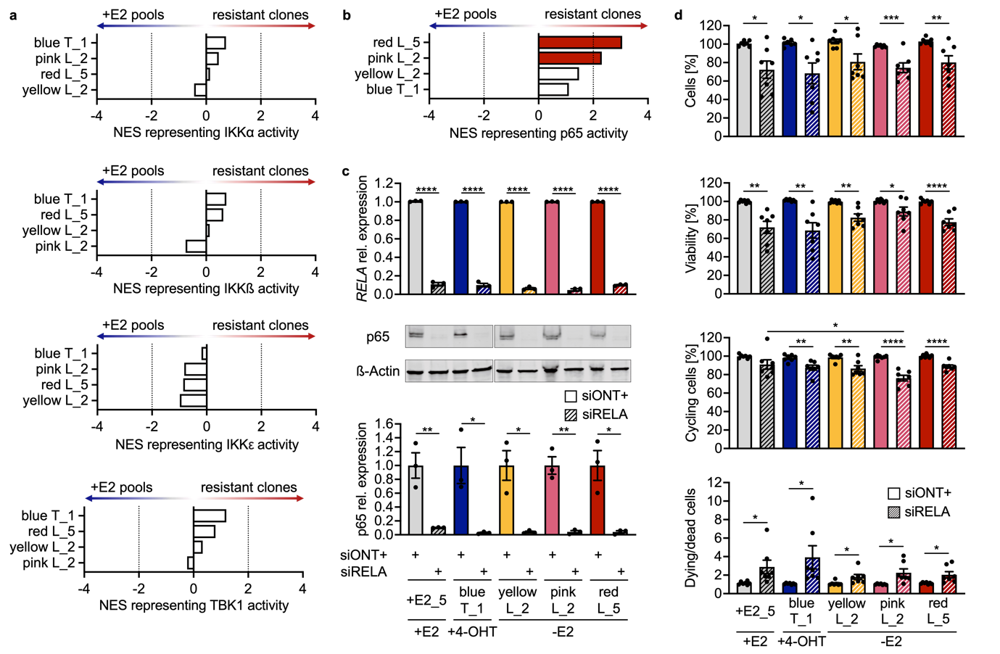 a
+E2 pools resistant clones
blue T_1
pink L_2
red L_5
yellow L_2
-4 -2 0 2 4
NES representing IKKα activity
+E2 pools resistant clones
blue T_1
red L_5
yellow L_2
pink L_2
-4 -2 0 2 4
NES representing IKKß activity
+E2 pools resistant clones
blue T_1
pink L_2
red L_5
yellow L_2
-4 -2 0 2 4
NES representing IKKε activity
+E2 pools resistant clones
blue T_1
red L_5
yellow L_2
pink L_2
-4 -2 0 2 4
NES representing TBK1 activity
b
+E2 pools resistant clones
red L_5
pink L_2
yellow L_2
blue T_1
-4 -2 0 2 4
NES representing p65 activity
c
RELA rel. expression
1.2
1.0
0.8
0.6
0.4
0.2
0.0
**** **** **** **** ****
p65
ß-Actin
siONT+
siRELA
p65 rel. expression
1.6
1.4
1.2
1.0
0.8
0.6
0.4
0.2
0.0
** * * ** *
siONT+ + + + + +
siRELA + + + + +
+E2_5 blue T_1 yellow L_2 pink L_2 red L_5
+E2 +4-OHT -E2
d
Cells [%]
120
100
80
60
40
20
0
* * * *** **
Viability [%]
120
100
80
60
40
20
0
** ** ** * ****
Cycling cells [%]
120
100
80
60
40
20
0
*
** ** **** ****
Dying/dead cells
12
10
8
6
4
2
0
* * * * *
siONT+
siRELA
+E2_5 blue T_1 yellow L_2 pink L_2 red L_5
+E2 +4-OHT -E2